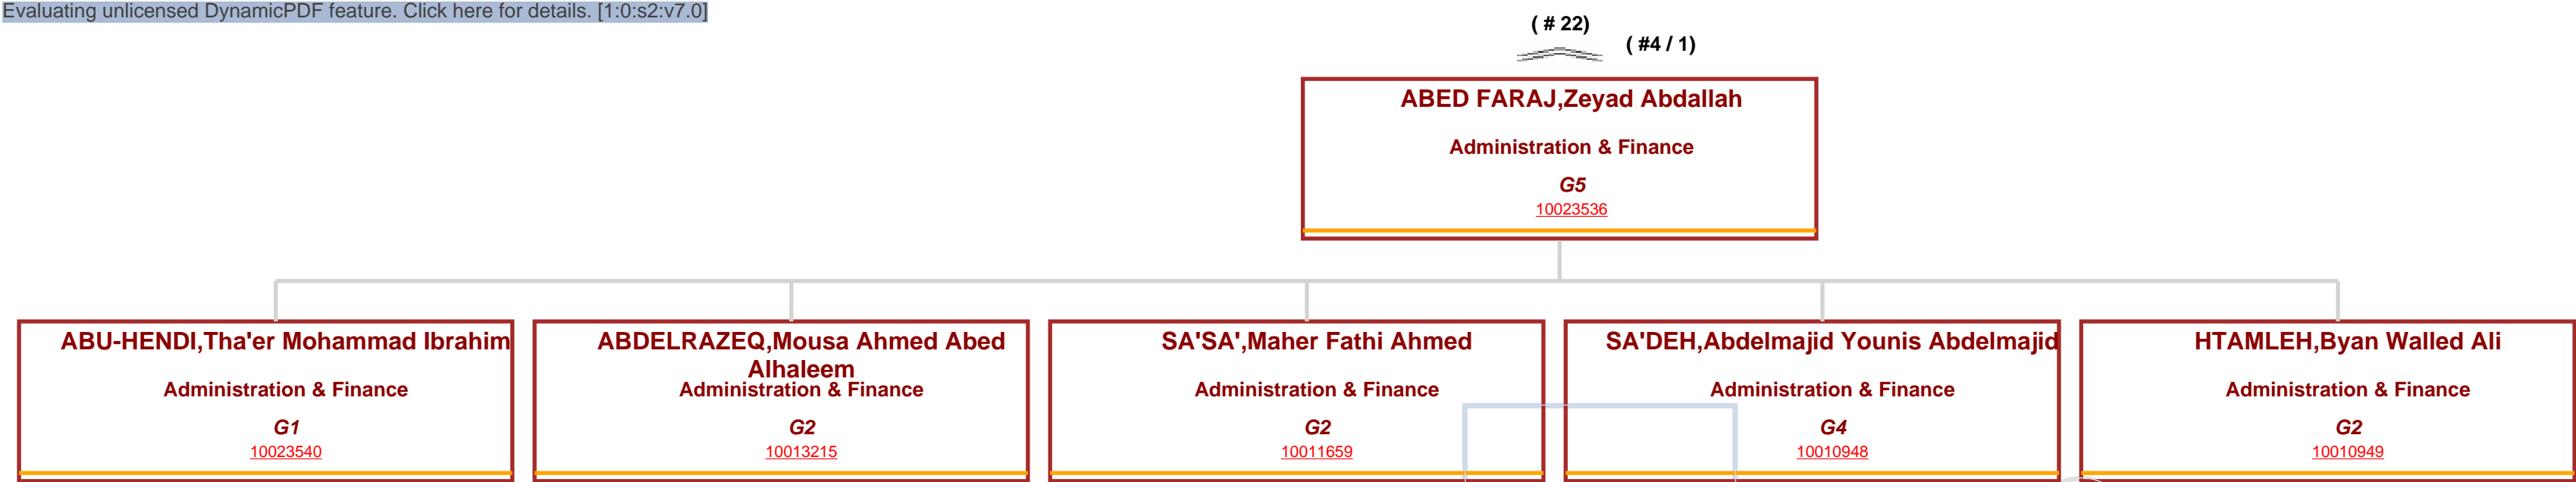 Evaluating unlicensed DynamicPDF feature. Click here for details. [1:0:s2:v7.0]
( # 22)
( #4 / 1)
ABED FARAJ,Zeyad Abdallah
Administration & Finance
G5
10023536
ABU-HENDI,Tha'er Mohammad Ibrahim
Administration & Finance
G1
10023540
ABDELRAZEQ,Mousa Ahmed Abed
Alhaleem
Administration & Finance
G2
10013215
SA'SA',Maher Fathi Ahmed
Administration & Finance
G2
10011659
SA'DEH,Abdelmajid Younis Abdelmajid
Administration & Finance
G4
10010948
HTAMLEH,Byan Walled Ali
Administration & Finance
G2
10010949